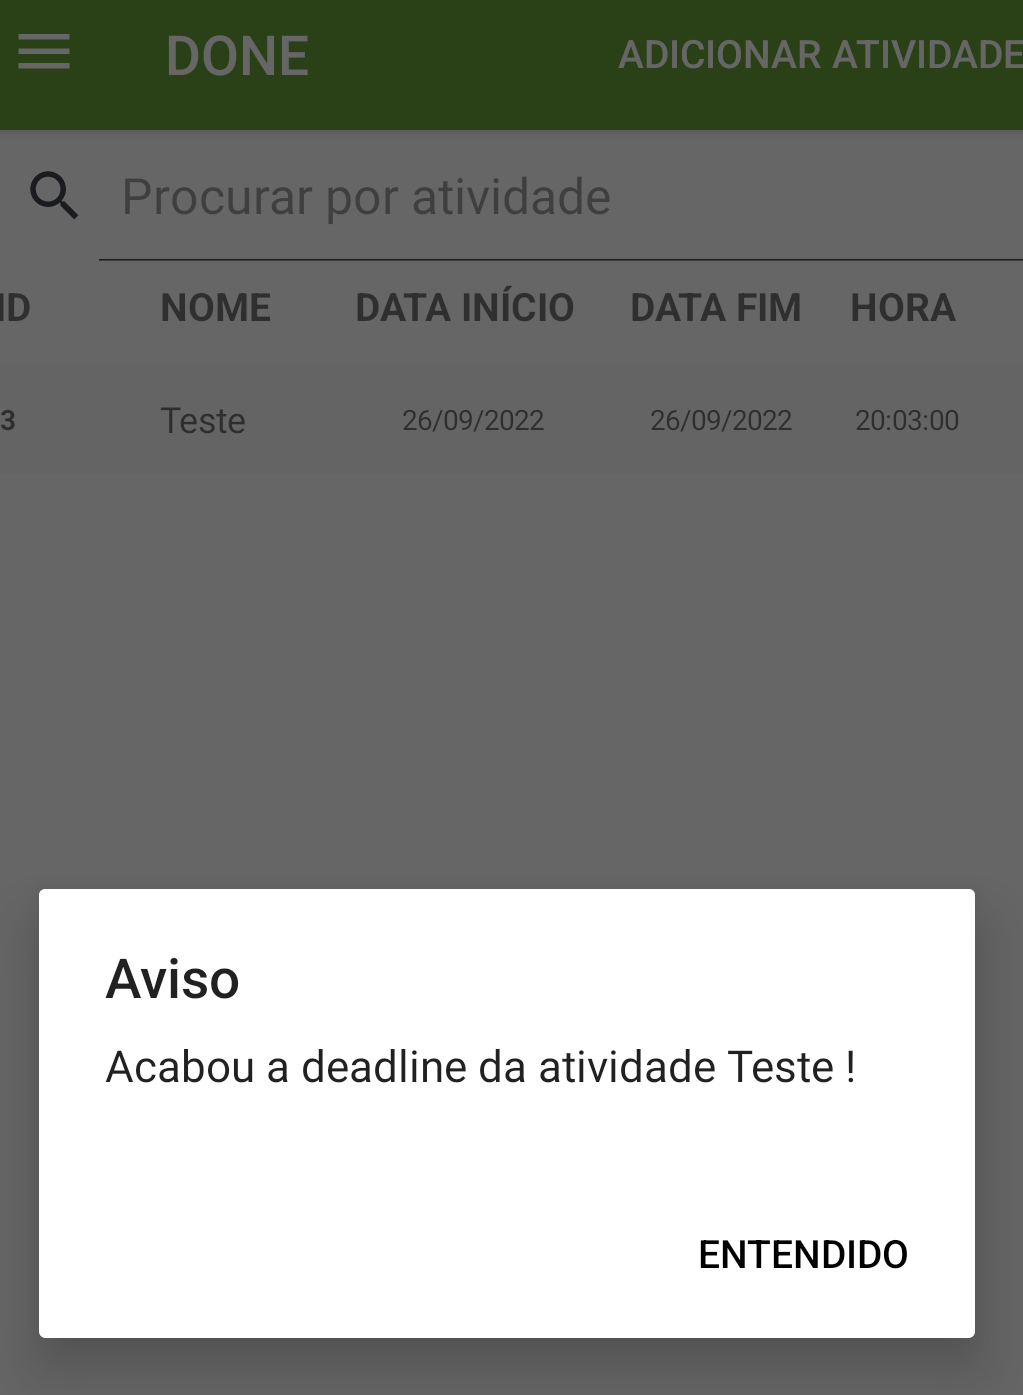 DONE ADICIONAR ATIVIDADE
Procurar por atividade
ID NOME DATA INÍCIO DATA FIM HORA
3 Teste 26/09/2022 26/09/2022 20:03:00
Aviso
Acabou a deadline da atividade Teste !
ENTENDIDO